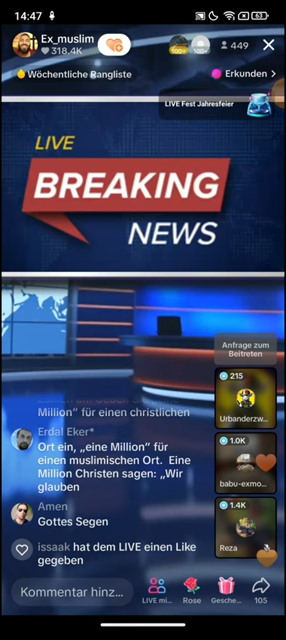 14:47
63
Ex_muslim
318.4K
100+
100+
449
Wöchentliche Rangliste
Erkunden >
LIVE Fest Jahresfeier
LIVE
BREAKING
NEWS
Anfrage zum
Beitreten
215
Urbanderzw...
1.0K
babu-exmo...
1.4K
Reza
Million" für einen christlichen
Erdal Eker*
Ort ein, „eine Million" für
einen muslimischen Ort. Eine
Million Christen sagen: „Wir
glauben
Amen
Gottes Segen
issaak hat dem LIVE einen Like
gegeben
Kommentar hinz...
LIVE mi...
Rose
Gesche...
105